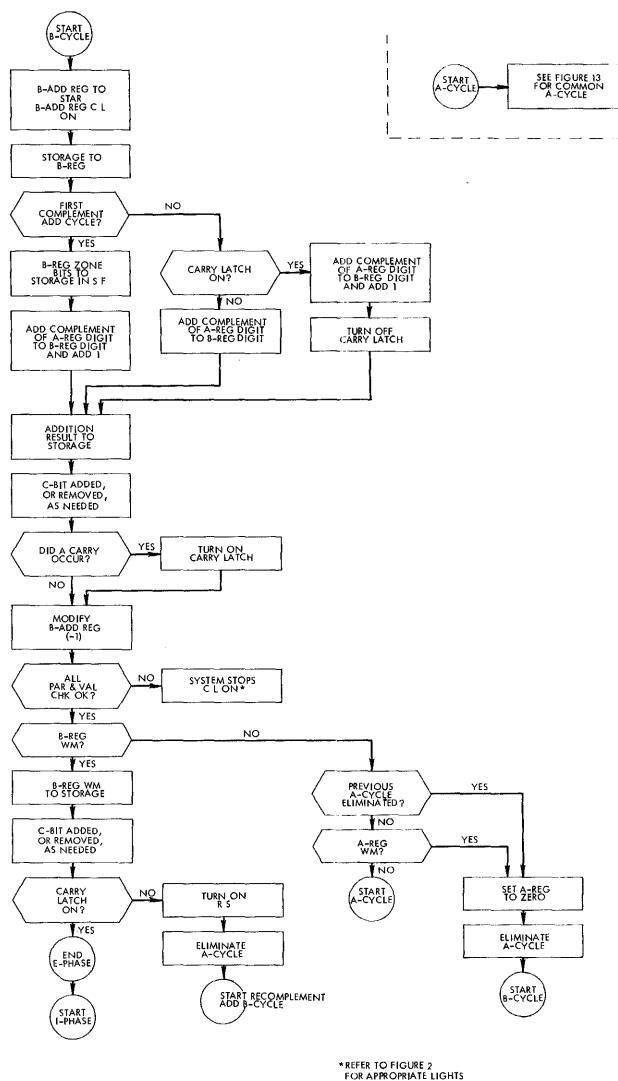 START
B-CYCLE
B-ADD REG TO
STAR
B-ADD REG C L
ON
STORAGE TO
B-REG
FIRST
COMPLEMENT
ADD CYCLE?
NO
YES
B-REG ZONE
BITS TO
STORAGE IN S F
ADD COMPLEMENT
OF A-REG DIGIT
TO B-REG DIGIT
AND ADD 1
CARRY LATCH
ON?
YES
NO
ADD COMPLEMENT
OF A-REG DIGIT
TO B-REG DIGIT
ADD COMPLEMENT
OF A-REG DIGIT
TO B-REG DIGIT
AND ADD 1
TURN OFF
CARRY LATCH
ADDITION
RESULT TO
STORAGE
C-BIT ADDED,
OR REMOVED,
AS NEEDED
DID A CARRY
OCCUR?
YES
TURN ON
CARRY LATCH
NO
MODIFY
B-ADD REG
(-1)
ALL
PAR & VAL
CHK OK?
NO
SYSTEM STOPS
C L ON*
YES
B-REG
WM?
NO
YES
B-REG WM
TO STORAGE
C-BIT ADDED,
OR REMOVED,
AS NEEDED
CARRY
LATCH
ON?
NO
TURN ON
R S
ELIMINATE
A-CYCLE
START RECOMPLEMENT
ADD B-CYCLE
YES
END
E-PHASE
START
I-PHASE
PREVIOUS
A-CYCLE
ELIMINATED?
YES
NO
A-REG
WM?
YES
NO
START
A-CYCLE
SET A-REG
TO ZERO
ELIMINATE
A-CYCLE
START
B-CYCLE
START
A-CYCLE
SEE FIGURE 13
FOR COMMON
A-CYCLE
*REFER TO FIGURE 2
FOR APPROPRIATE LIGHTS